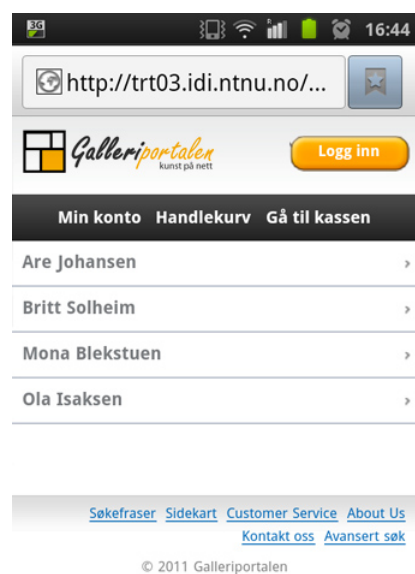 3G
R
16:44
http://trt03.idi.ntnu.no/...
Galleriportalen
kunst på nett
Logg inn
Min konto Handlekurv Gå til kassen
Are Johansen
Britt Solheim
Mona Blekstuen
Ola Isaksen
Søkefraser Sidekart Customer Service About Us
Kontakt oss Avansert søk
© 2011 Galleriportalen